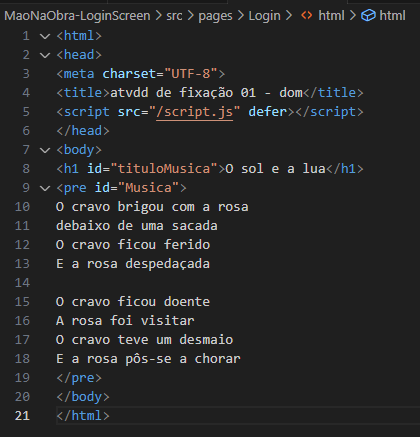 MaoNaObra-LoginScreen > src > pages > Login > <> html > html
1 <html>
2 <head>
3 <meta charset="UTF-8">
4 <title>atvdd de fixação 01 - dom</title>
5 <script src="/script.js" defer></script>
6 </head>
7 <body>
8 <h1 id="tituloMusica">O sol e a lua</h1>
9 <pre id="Musica">
10 O cravo brigou com a rosa
11 debaixo de uma sacada
12 O cravo ficou ferido
13 E a rosa despedaçada
14
15 O cravo ficou doente
16 A rosa foi visitar
17 O cravo teve um desmaio
18 E a rosa pôs-se a chorar
19 </pre>
20 </body>
21 </html>